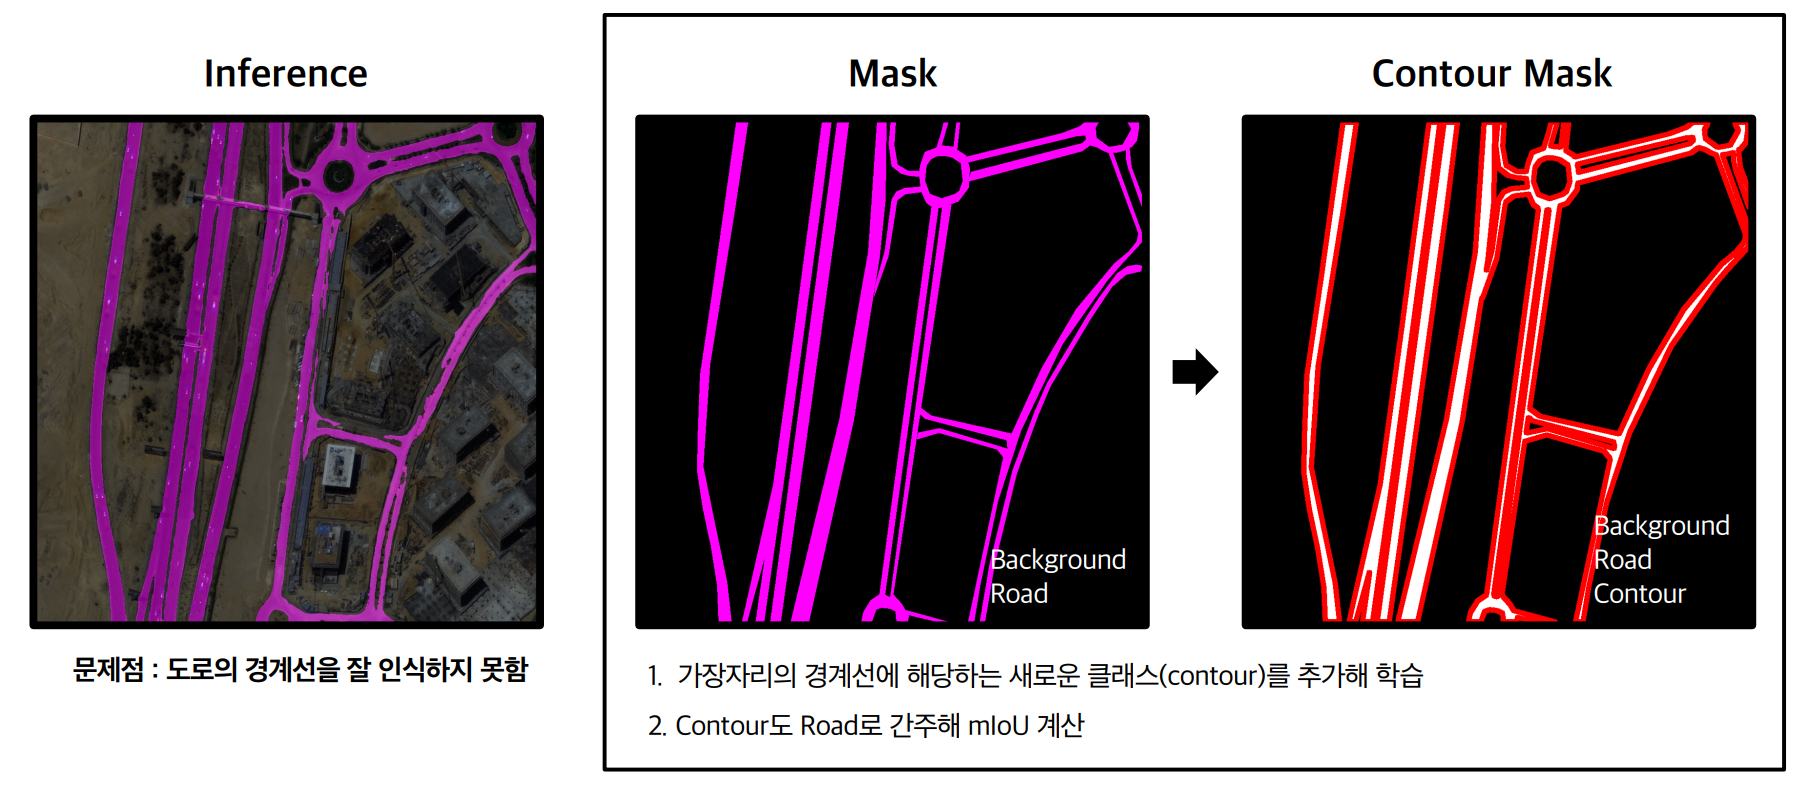 Inference
문제점 : 도로의 경계선을 잘 인식하지 못함
Mask
Background
Road
Contour Mask
Background
Road
Contour
1. 가장자리의 경계선에 해당하는 새로운 클래스(contour)를 추가해 학습
2. Contour도 Road로 간주해 mIoU 계산